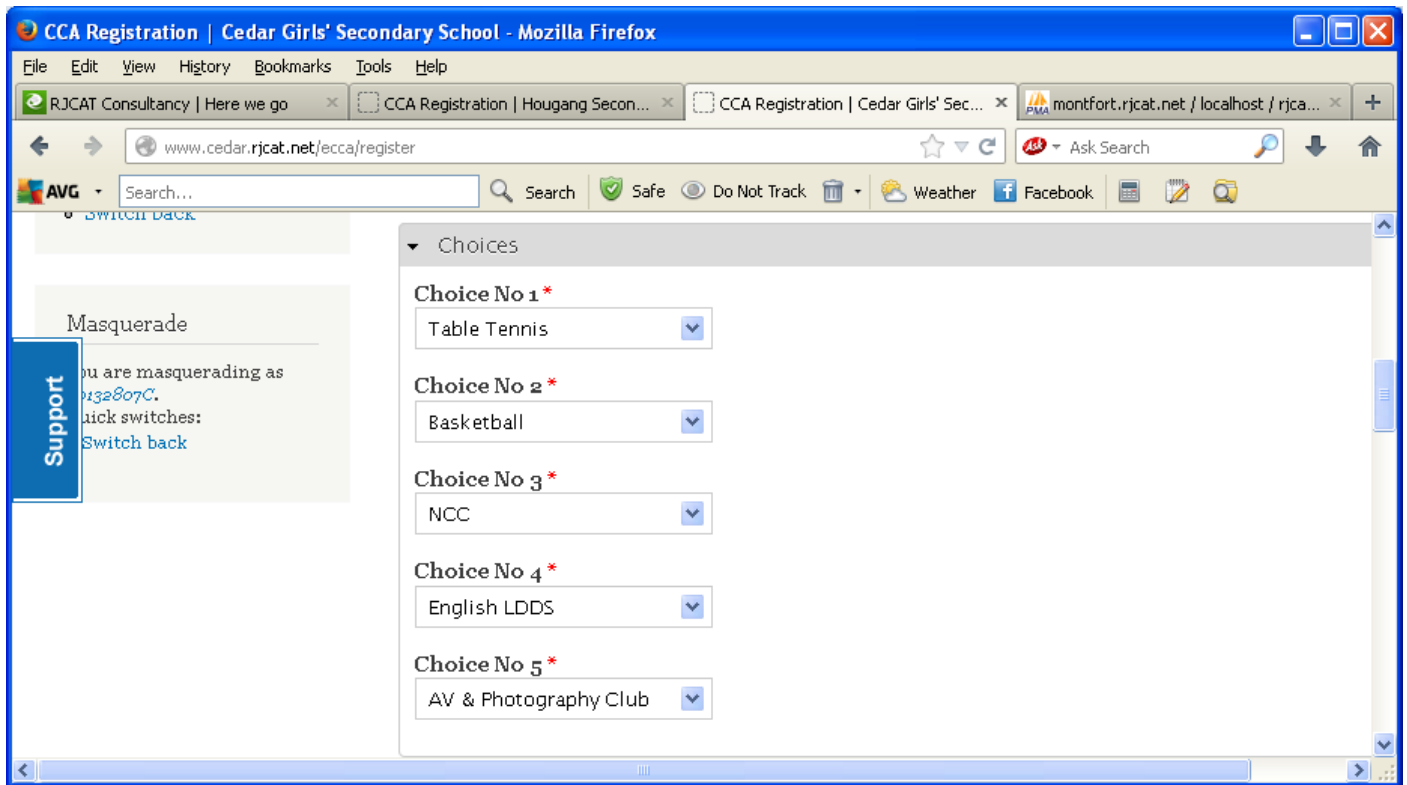 CCA Registration | Cedar Girls' Secondary School - Mozilla Firefox
File Edit View History Bookmarks Tools Help
RJCAT Consultancy | Here we go
CCA Registration | Hougang Secon...
CCA Registration | Cedar Girls' Sec...
PMA montfort.rjcat.net / localhost / rjca...
www.cedar.rjcat.net/ecca/register
Ask Ask Search
AVG Search... Search Safe Do Not Track Weather Facebook
Switch back
Choices
Choice No 1 *
Table Tennis
Masquerade
ou are masquerading as
132807C.
uick switches:
Switch back
Support
Choice No 2 *
Basketball
Choice No 3 *
NCC
Choice No 4 *
English LDDS
Choice No 5 *
AV & Photography Club